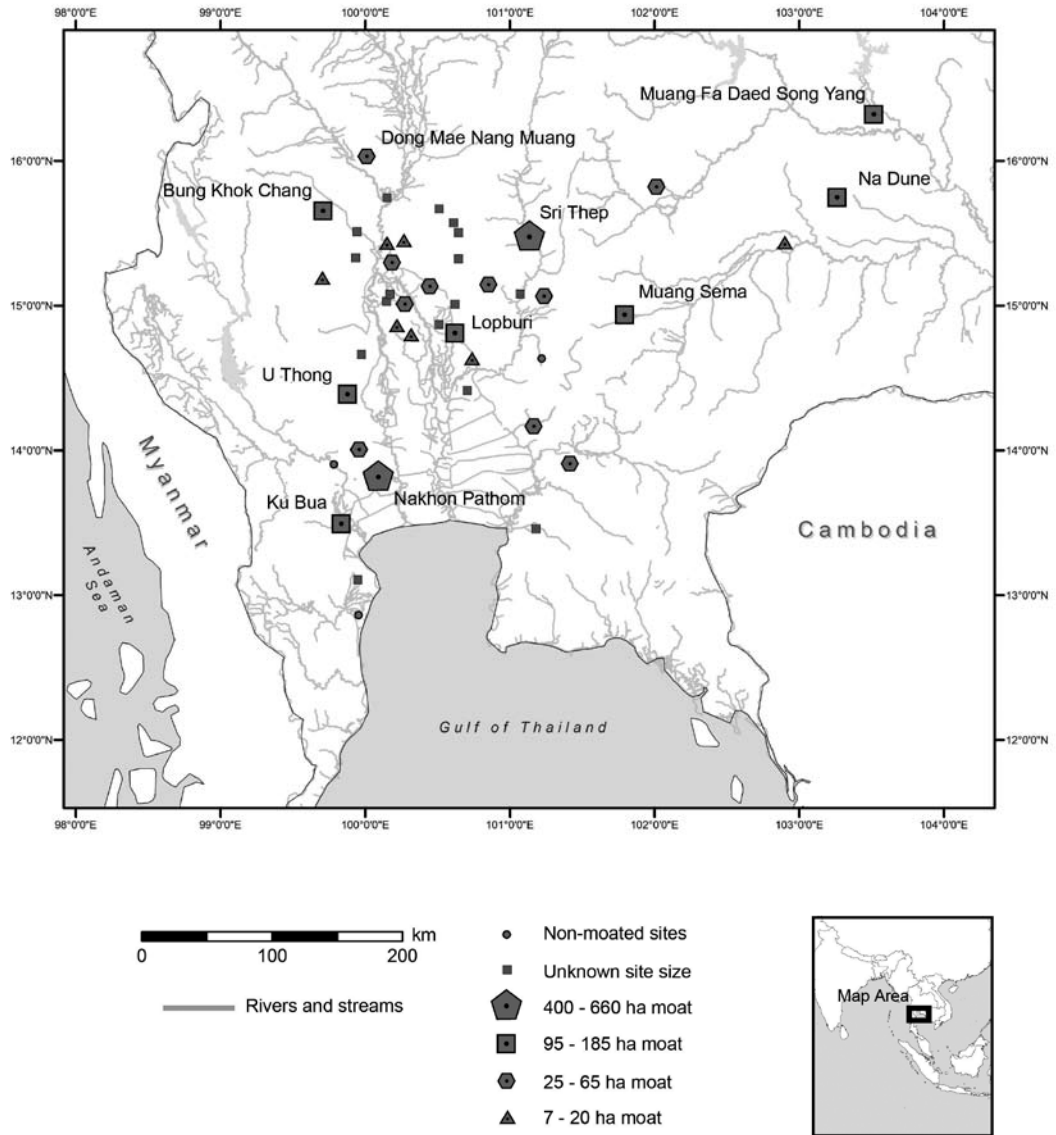 98°0'0"E 99°0'0"E 100°0'0"E 101°0'0"E 102°0'0"E 103°0'0"E 104°0'0"E
Muang Fa Daed Song Yang
Dong Mae Nang Muang
16°0'0"N
16°0'0"N
Bung Khok Chang
Na Dune
Sri Thep
15°0'0"N
15°0'0"N
Muang Sema
Lopburi
U Thong
14°0'0"N
14°0'0"N
Myanmar
Ku Bua
Nakhon Pathom
Cambodia
Andaman
Sea
13°0'0"N
13°0'0"N
Gulf of Thailand
12°0'0"N
12°0'0"N
98°0'0"E 99°0'0"E 100°0'0"E 101°0'0"E 102°0'0"E 103°0'0"E 104°0'0"E
km
0 100 200
Rivers and streams
Non-moated sites
Unknown site size
400 - 660 ha moat
95 - 185 ha moat
25 - 65 ha moat
7 - 20 ha moat
Map Area